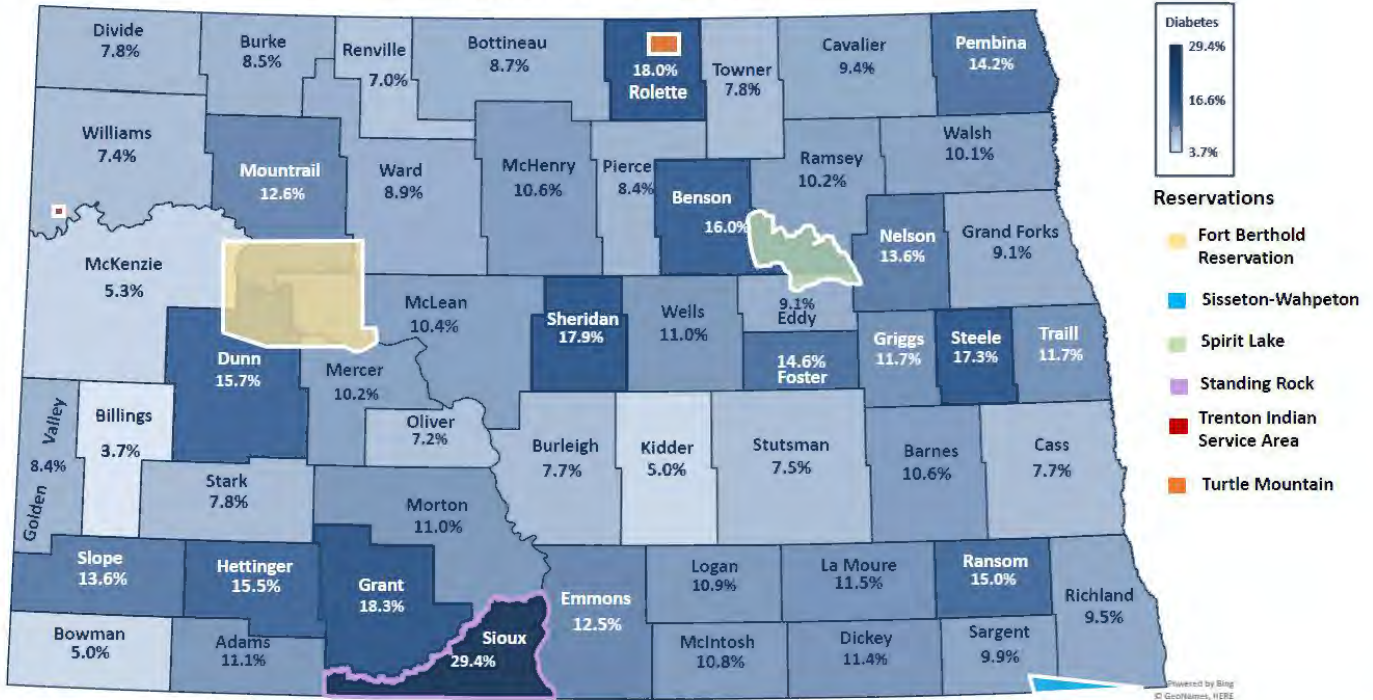 Divide
7.8%
Burke
8.5%
Renville
7.0%
Bottineau
8.7%
18.0%
Rolette
Towner
7.8%
Cavalier
9.4%
Pembina
14.2%
Williams
7.4%
Mountrail
12.6%
Ward
8.9%
McHenry
10.6%
Pierce
8.4%
Benson
16.0%
Ramsey
10.2%
Walsh
10.1%
Nelson
13.6%
Grand Forks
9.1%
McKenzie
5.3%
McLean
10.4%
Sheridan
17.9%
Wells
11.0%
9.1%
Eddy
14.6%
Foster
Griggs
11.7%
Steele
17.3%
Traill
11.7%
Dunn
15.7%
Mercer
10.2%
Oliver
7.2%
Golden Valley
8.4%
Billings
3.7%
Burleigh
7.7%
Kidder
5.0%
Stutsman
7.5%
Barnes
10.6%
Cass
7.7%
Stark
7.8%
Morton
11.0%
Slope
13.6%
Hettinger
15.5%
Grant
18.3%
Sioux
29.4%
Emmons
12.5%
Logan
10.9%
La Moure
11.5%
Ransom
15.0%
Richland
9.5%
Bowman
5.0%
Adams
11.1%
McIntosh
10.8%
Dickey
11.4%
Sargent
9.9%
Diabetes
29.4%
16.6%
3.7%
Reservations
Fort Berthold
Reservation
Sisseton-Wahpeton
Spirit Lake
Standing Rock
Trenton Indian
Service Area
Turtle Mountain
Powered by Bing
© GeoNames, HERE